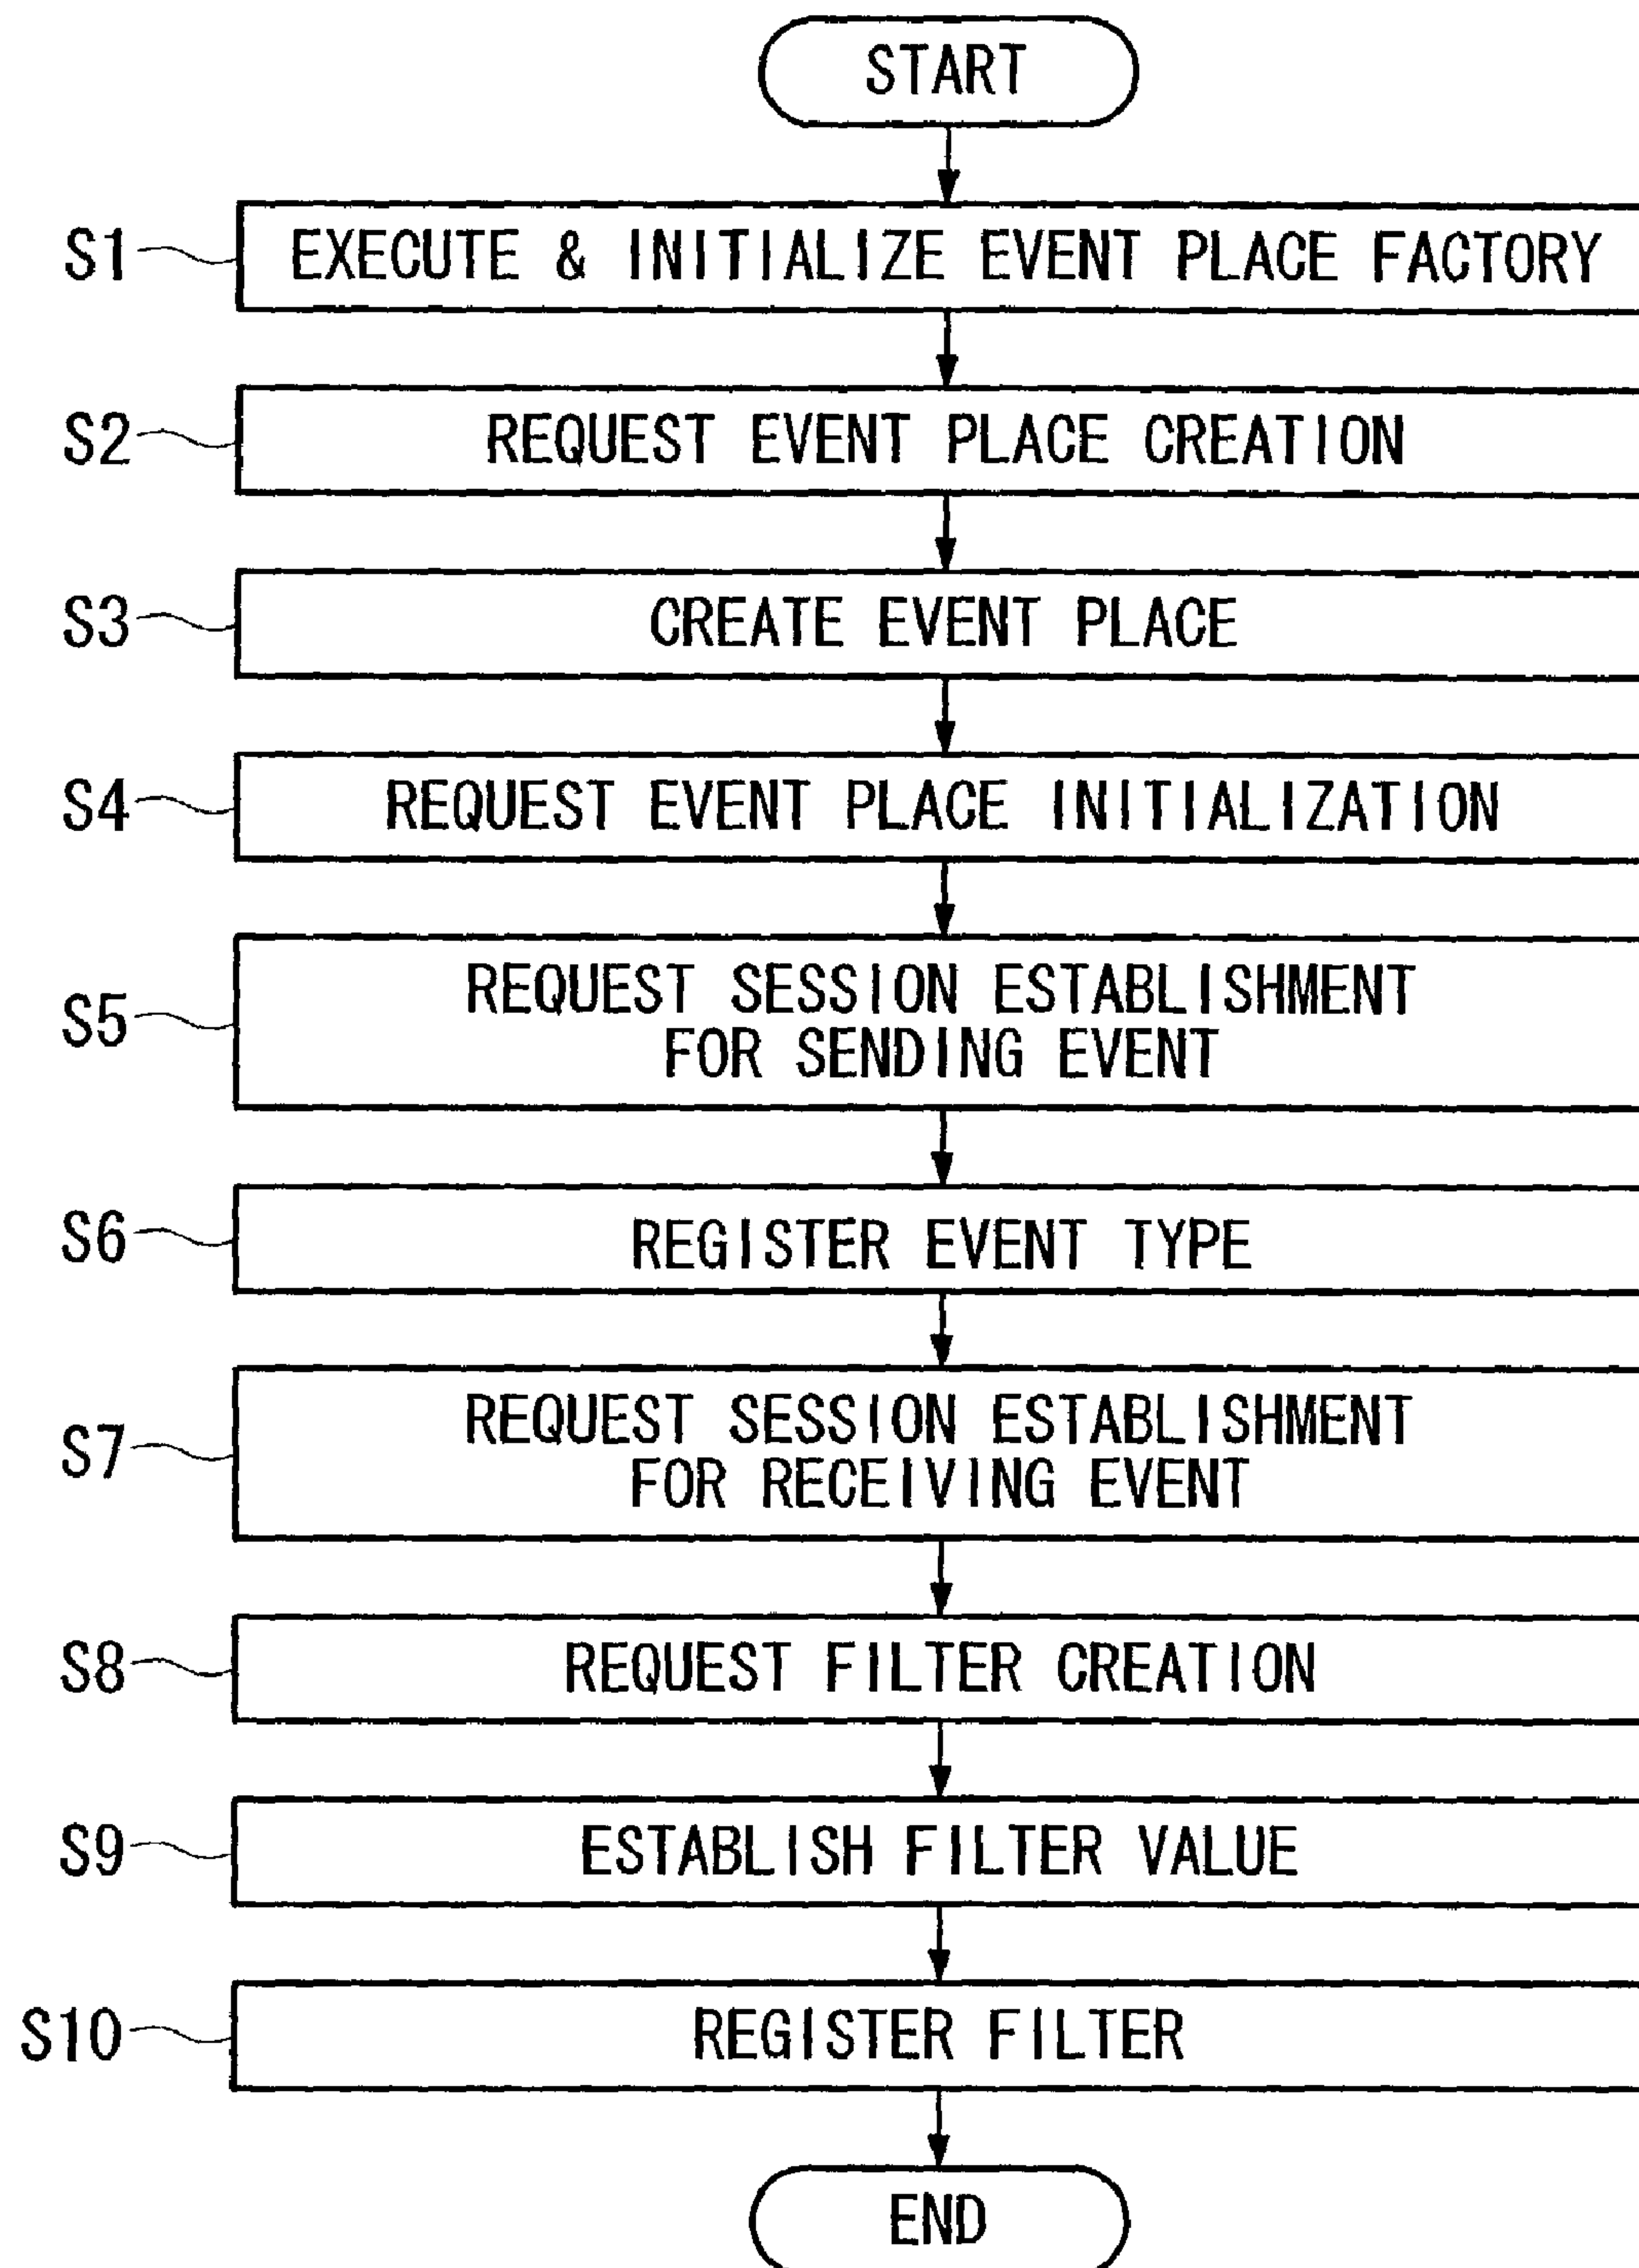 START
S1 EXECUTE & INITIALIZE EVENT PLACE FACTORY
S2 REQUEST EVENT PLACE CREATION
S3 CREATE EVENT PLACE
S4 REQUEST EVENT PLACE INITIALIZATION
S5 REQUEST SESSION ESTABLISHMENT
FOR SENDING EVENT
S6 REGISTER EVENT TYPE
S7 REQUEST SESSION ESTABLISHMENT
FOR RECEIVING EVENT
S8 REQUEST FILTER CREATION
S9 ESTABLISH FILTER VALUE
S10 REGISTER FILTER
END